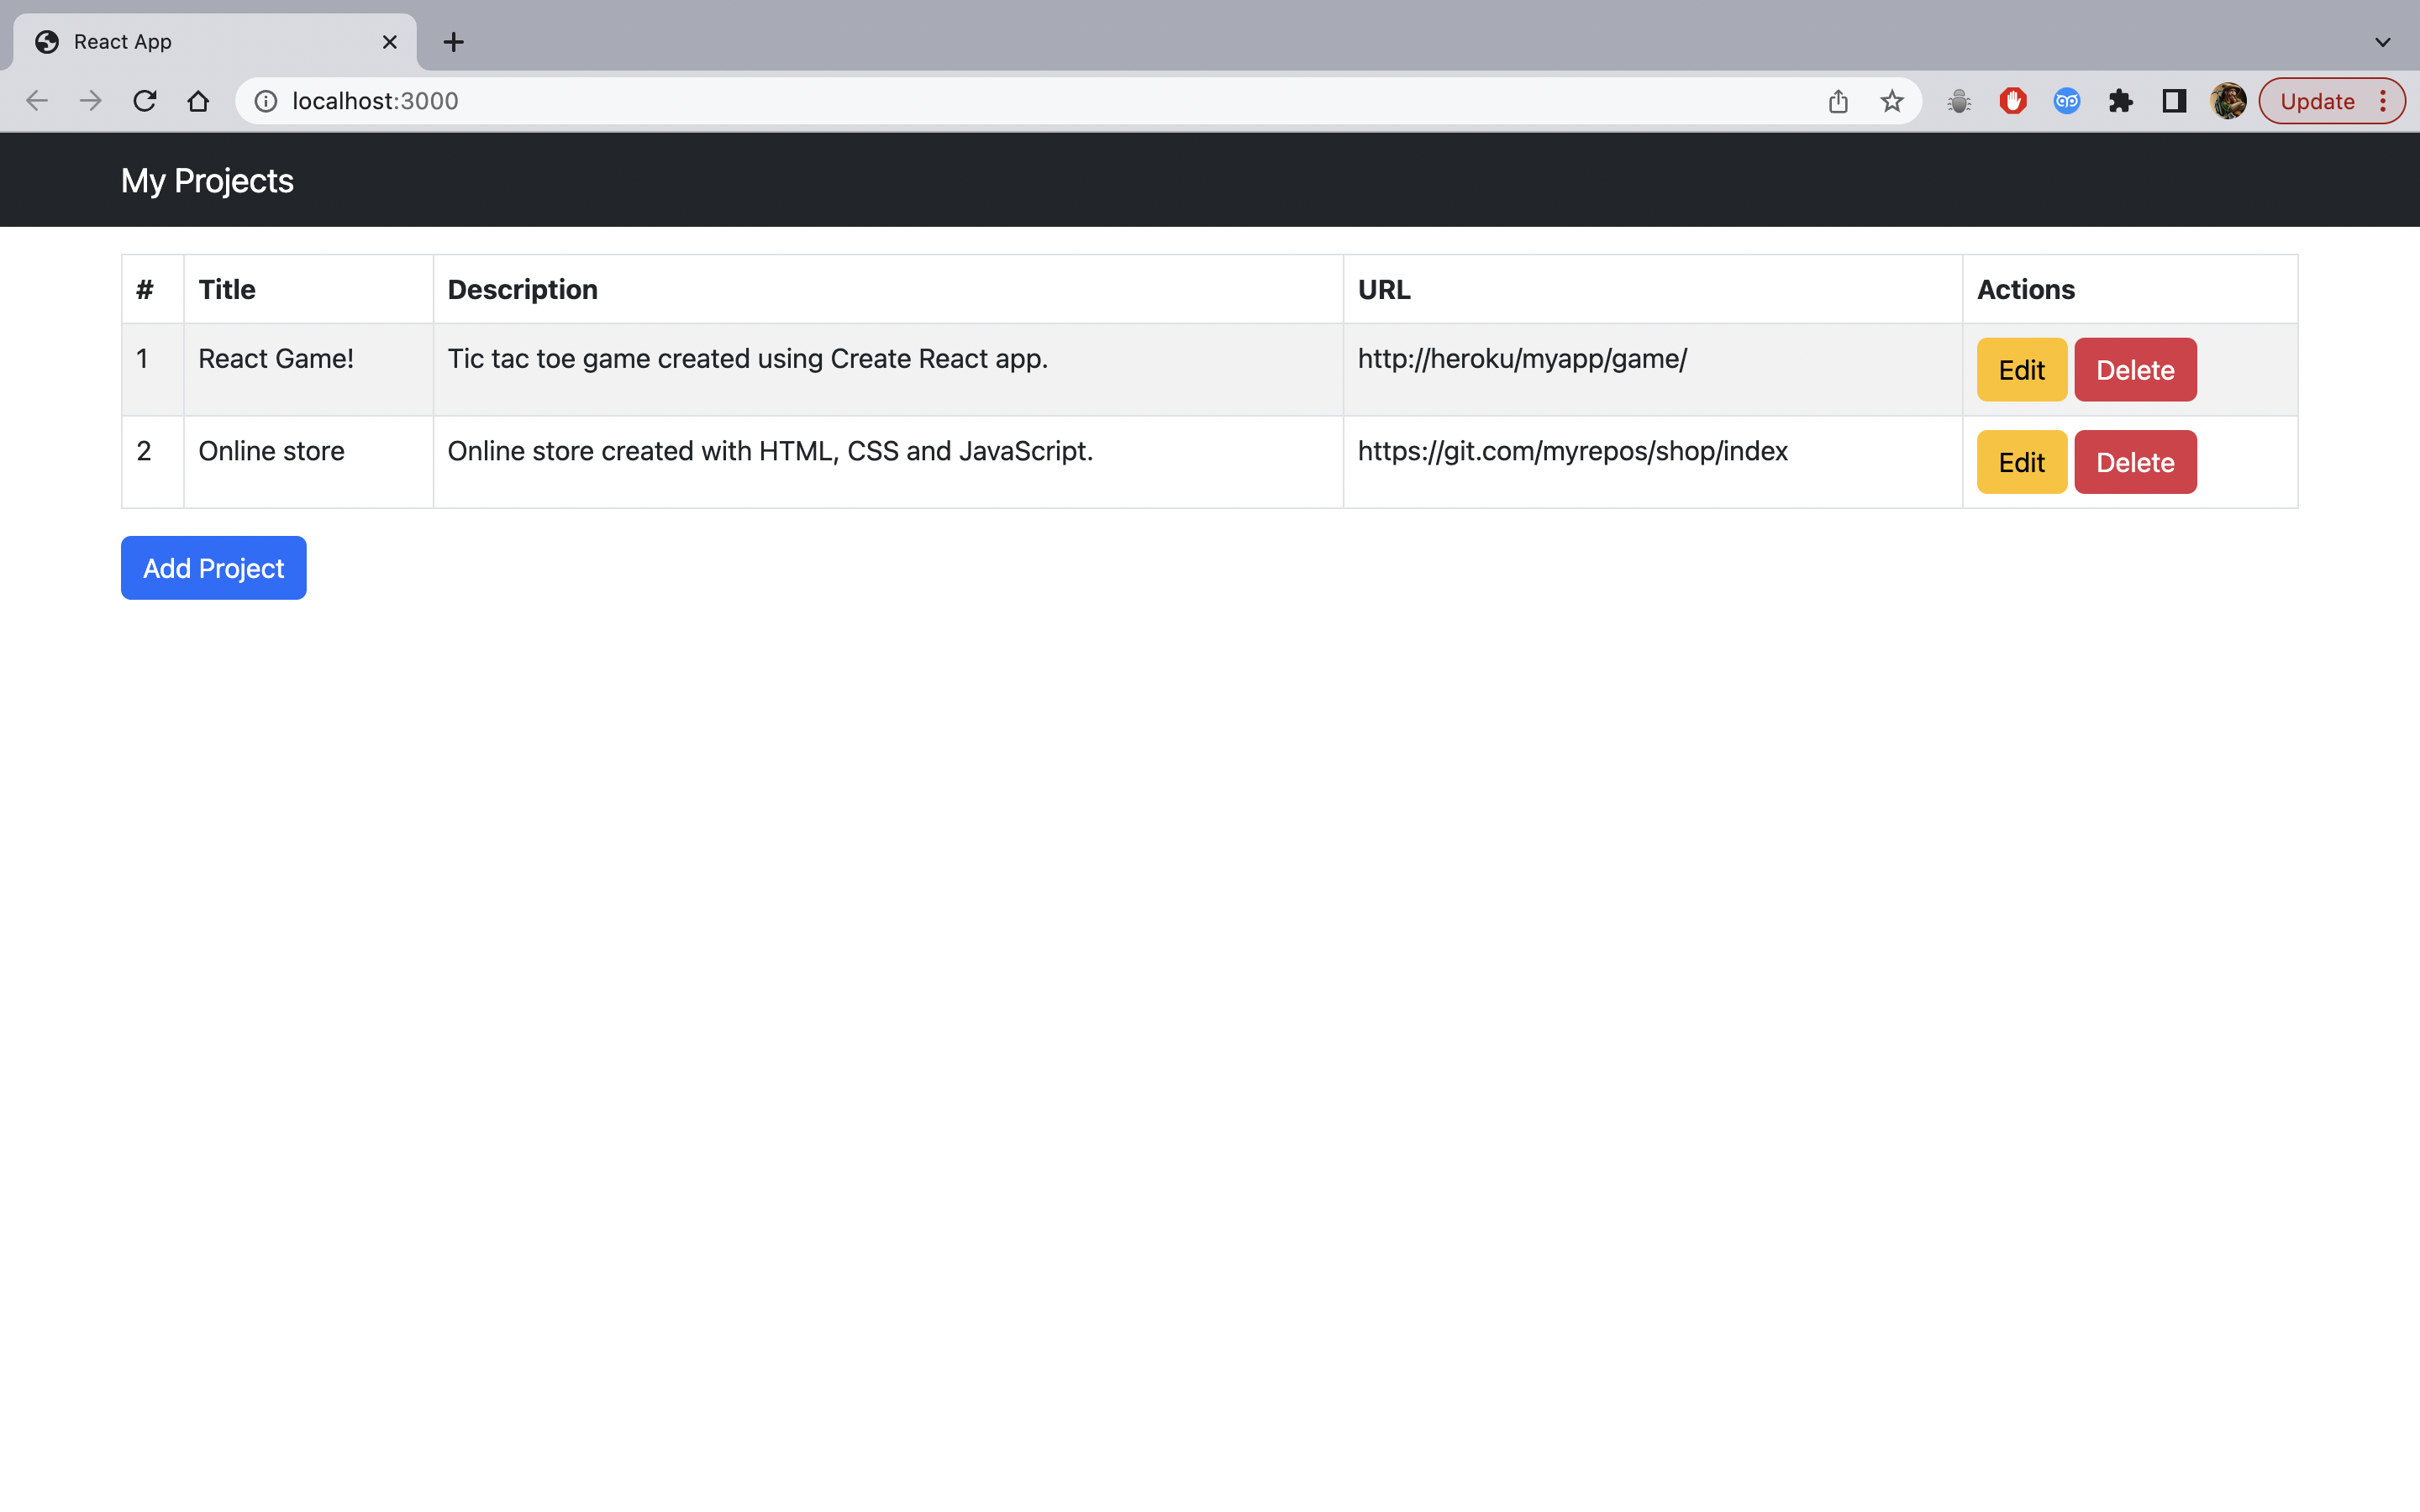 React App
localhost:3000
Update
My Projects
# Title Description URL Actions
1 React Game! Tic tac toe game created using Create React app. http://heroku/myapp/game/ Edit Delete
2 Online store Online store created with HTML, CSS and JavaScript. https://git.com/myrepos/shop/index Edit Delete
Add Project